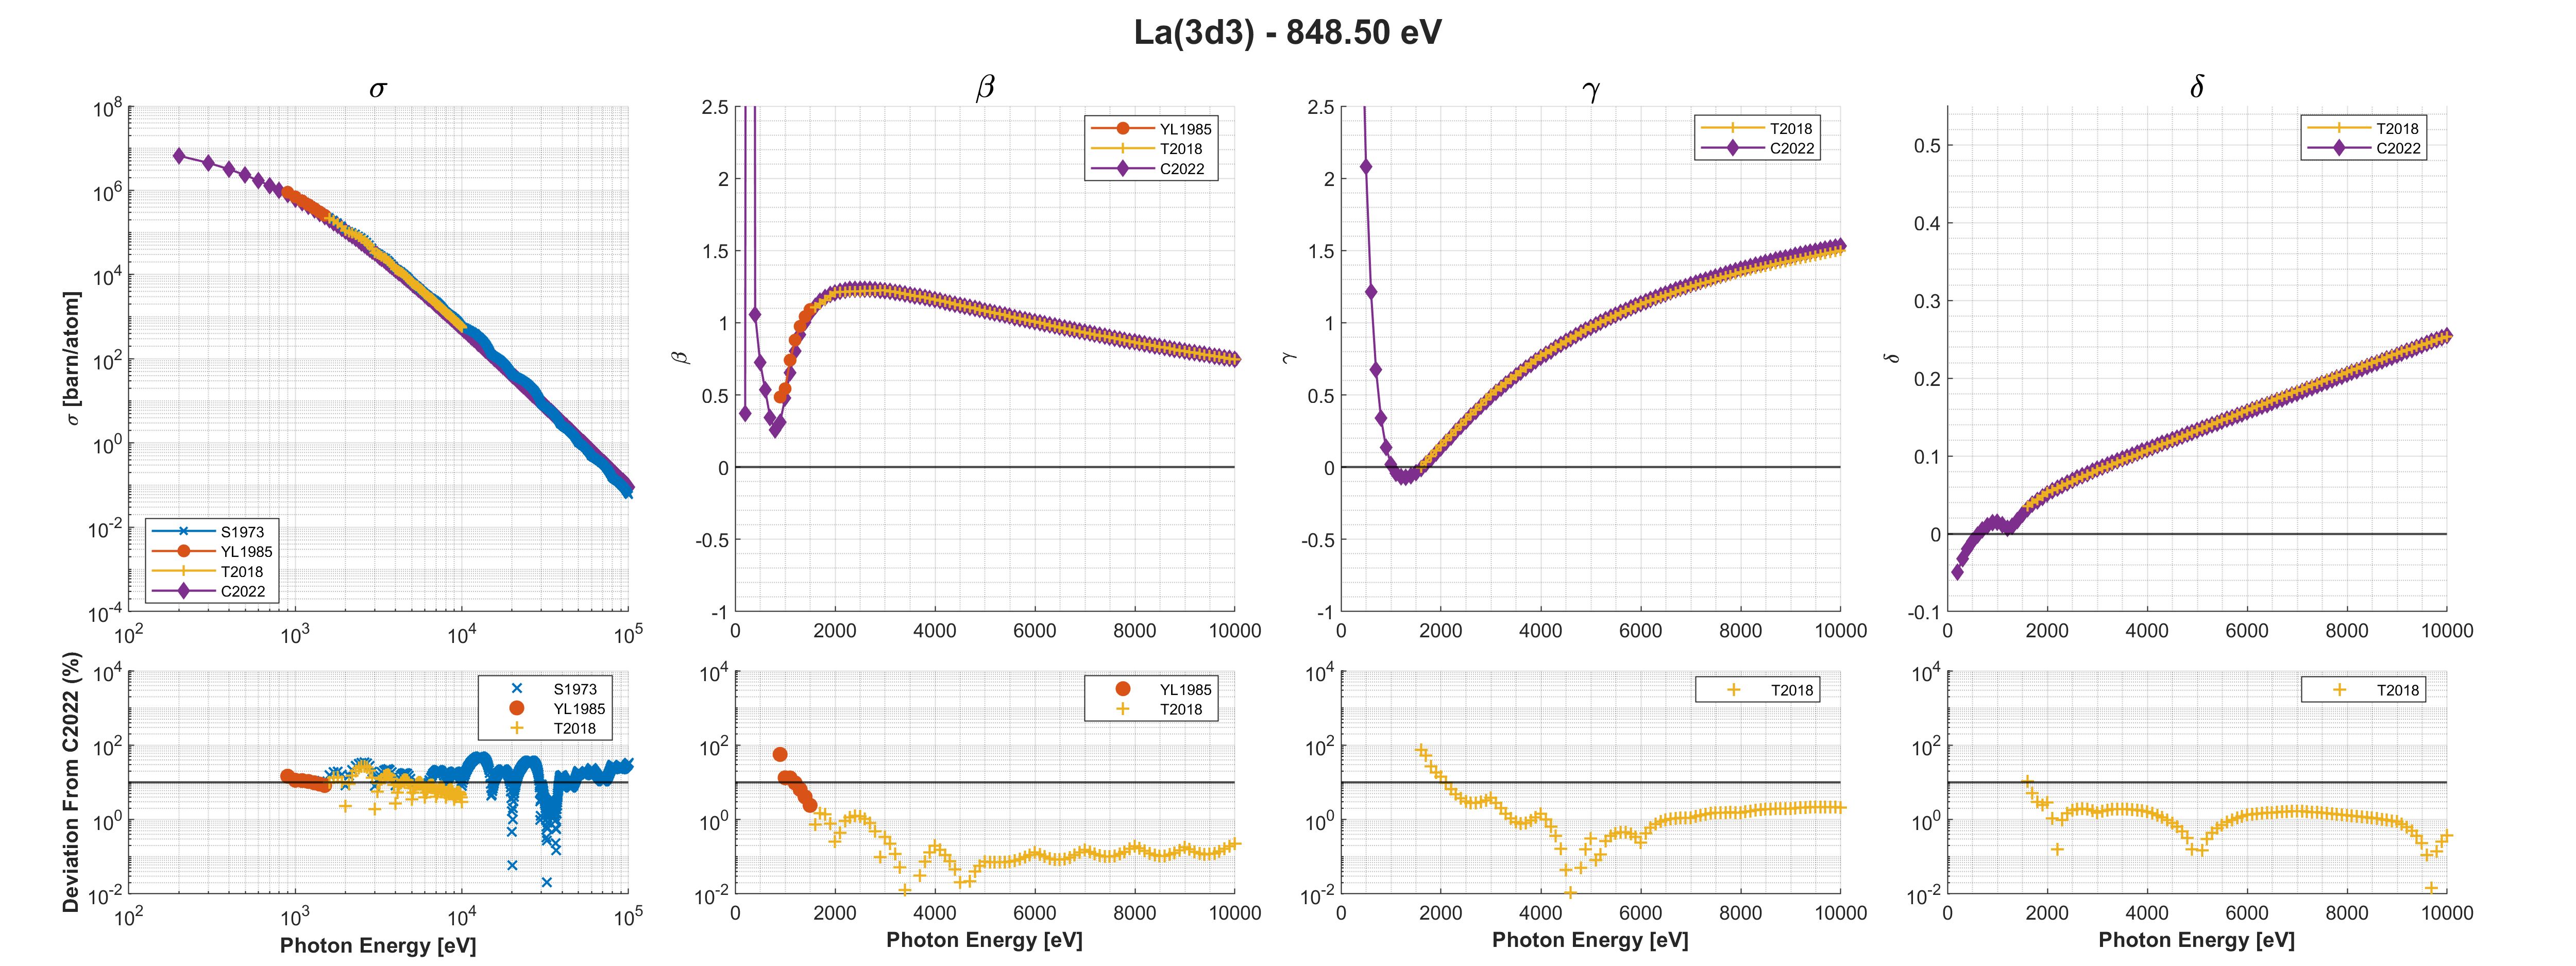 La(3d3) - 848.50 eV
σ
β
γ
δ
σ [barn/atom]
10^8
10^6
10^4
10^2
10^0
10^-2
10^-4
10^2
10^3
10^4
10^5
S1973
YL1985
T2018
C2022
β
2.5
2
1.5
1
0.5
0
-0.5
-1
0
2000
4000
6000
8000
10000
YL1985
T2018
C2022
γ
2.5
2
1.5
1
0.5
0
-0.5
-1
0
2000
4000
6000
8000
10000
T2018
C2022
δ
0.5
0.4
0.3
0.2
0.1
0
-0.1
0
2000
4000
6000
8000
10000
T2018
C2022
Deviation From C2022 (%)
10^4
10^2
10^0
10^-2
10^2
10^3
10^4
10^5
S1973
YL1985
T2018
Photon Energy [eV]
10^4
10^2
10^0
10^-2
0
2000
4000
6000
8000
10000
YL1985
T2018
Photon Energy [eV]
10^4
10^2
10^0
10^-2
0
2000
4000
6000
8000
10000
T2018
Photon Energy [eV]
10^4
10^2
10^0
10^-2
0
2000
4000
6000
8000
10000
T2018
Photon Energy [eV]